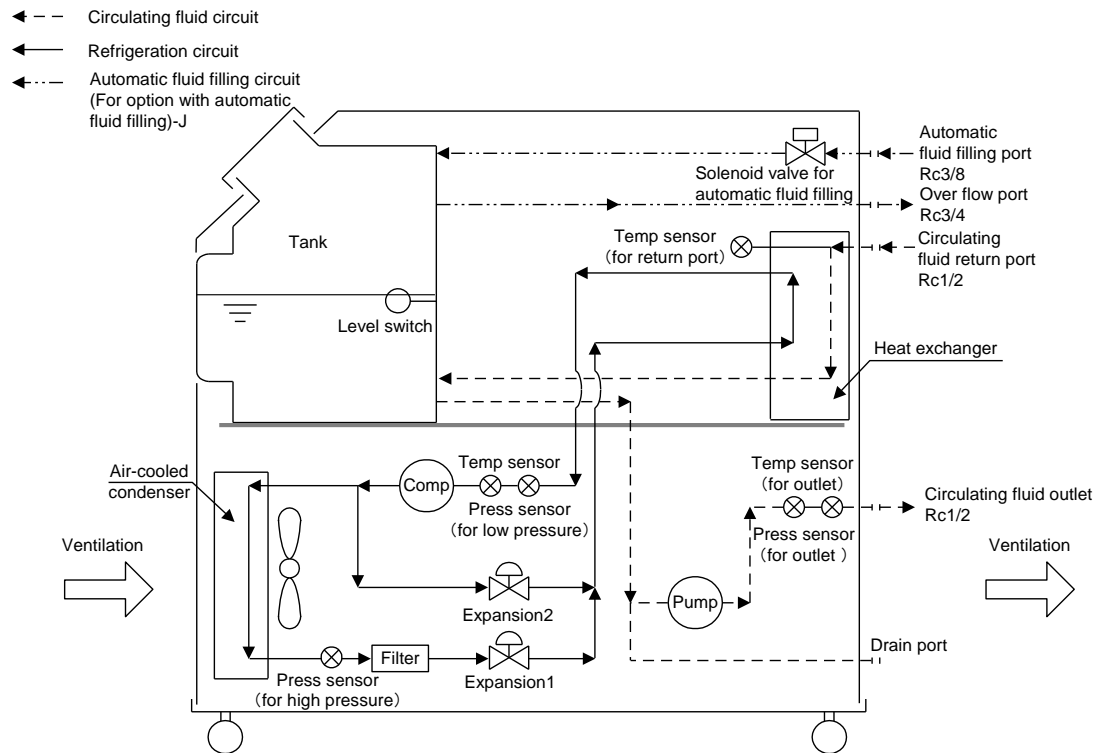 Circulating fluid circuit
Refrigeration circuit
Automatic fluid filling circuit
(For option with automatic
fluid filling)-J
Automatic
fluid filling port
Rc3/8
Solenoid valve for
automatic fluid filling
Over flow port
Rc3/4
Tank
Temp sensor
(for return port)
Circulating
fluid return port
Rc1/2
Level switch
Heat exchanger
Air-cooled
condenser
Comp
Temp sensor
Press sensor
(for low pressure)
Temp sensor
(for outlet)
Press sensor
(for outlet )
Circulating fluid outlet
Rc1/2
Ventilation
Ventilation
Expansion2
Pump
Filter
Expansion1
Press sensor
(for high pressure)
Drain port